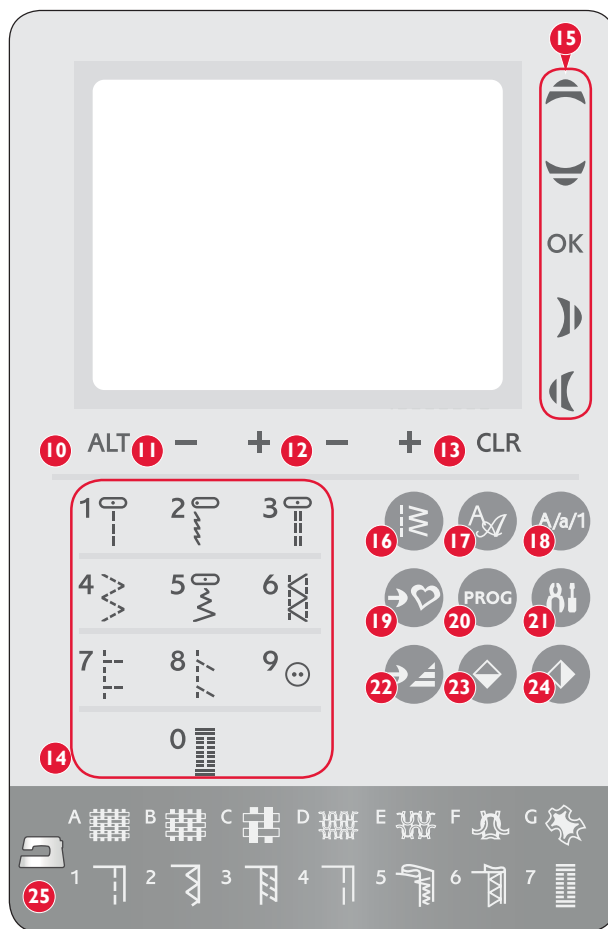 15
OK
10 ALT 11 − + 12 − + 13 CLR
1 2 3
16 17 A 18 A/a/1
4 5 6
19 20 PROG 21
7 8 9
22 23 24
0
14
A B C D E F G
25 1 2 3 4 5 6 7